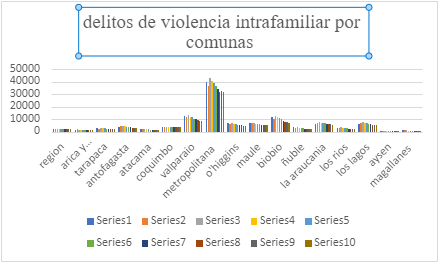 delitos de violencia intrafamiliar por
comunas
50000
40000
30000
20000
10000
0
region
arica y...
tarapaca
antofagasta
atacama
coquimbo
valparaiso
metropolitana
o'higgins
maule
biobio
ñuble
la araucania
los rios
los lagos
aysen
magallanes
Series1 Series2 Series3 Series4 Series5
Series6 Series7 Series8 Series9 Series10